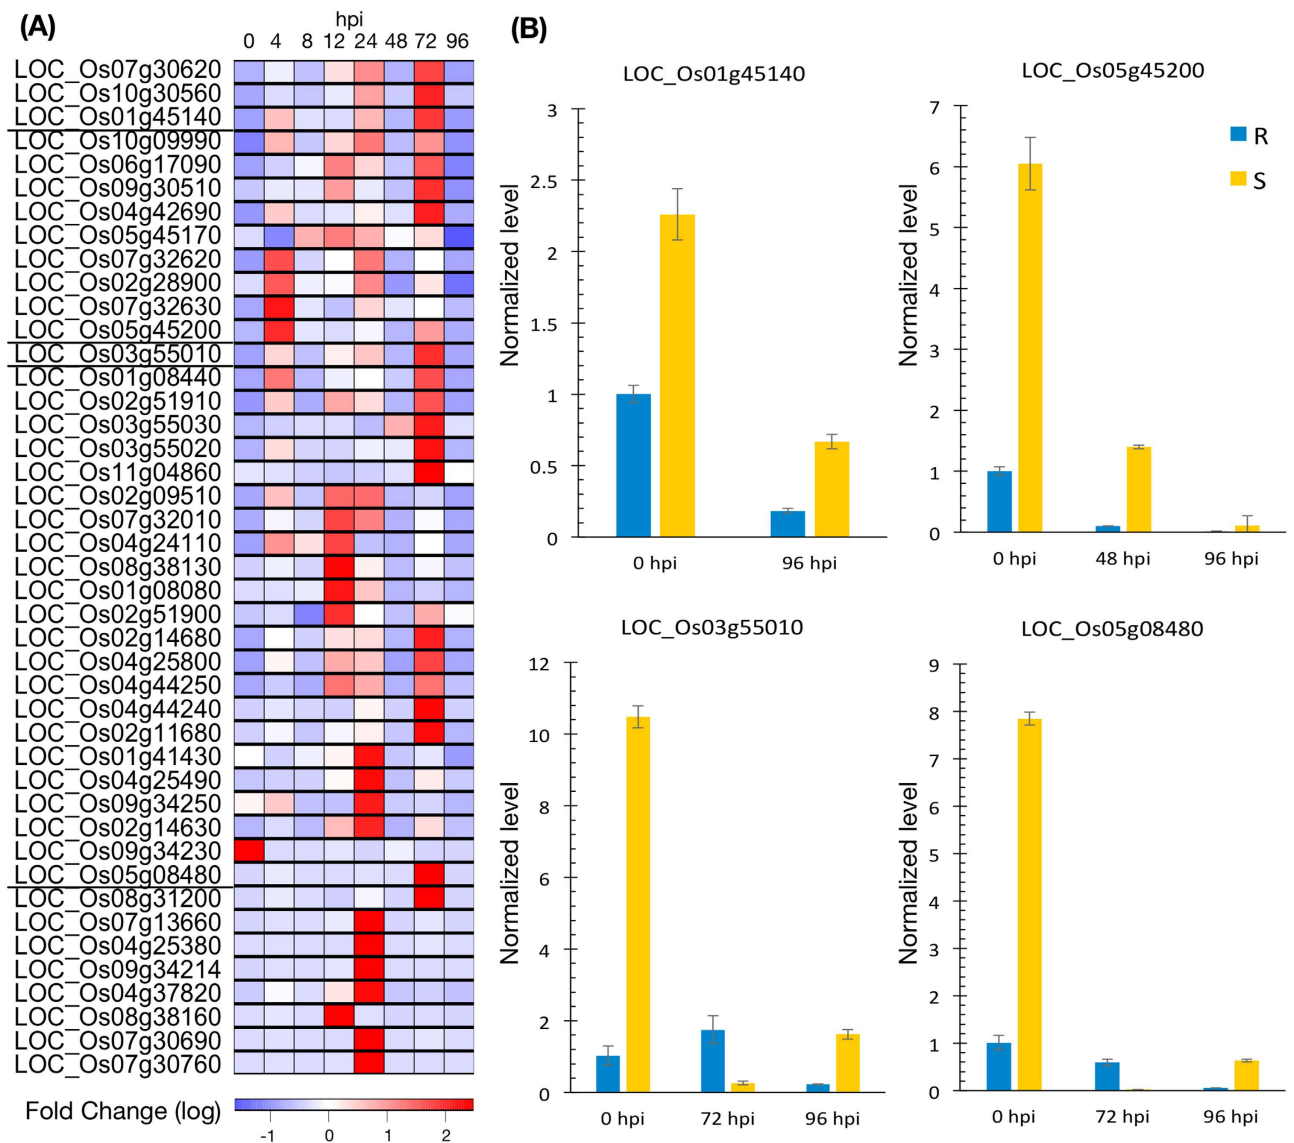 (A)
hpi
0 4 8 12 24 48 72 96
LOC_Os07g30620
LOC_Os10g30560
LOC_Os01g45140
LOC_Os10g09990
LOC_Os06g17090
LOC_Os09g30510
LOC_Os04g42690
LOC_Os05g45170
LOC_Os07g32620
LOC_Os02g28900
LOC_Os07g32630
LOC_Os05g45200
LOC_Os03g55010
LOC_Os01g08440
LOC_Os02g51910
LOC_Os03g55030
LOC_Os03g55020
LOC_Os11g04860
LOC_Os02g09510
LOC_Os07g32010
LOC_Os04g24110
LOC_Os08g38130
LOC_Os01g08080
LOC_Os02g51900
LOC_Os02g14680
LOC_Os04g25800
LOC_Os04g44250
LOC_Os04g44240
LOC_Os02g11680
LOC_Os01g41430
LOC_Os04g25490
LOC_Os09g34250
LOC_Os02g14630
LOC_Os09g34230
LOC_Os05g08480
LOC_Os08g31200
LOC_Os07g13660
LOC_Os04g25380
LOC_Os09g34214
LOC_Os04g37820
LOC_Os08g38160
LOC_Os07g30690
LOC_Os07g30760
Fold Change (log)
-1 0 1 2
(B)
LOC_Os01g45140
Normalized level
3
2.5
2
1.5
1
0.5
0
0 hpi 96 hpi
LOC_Os05g45200
Normalized level
7
6
5
4
3
2
1
0
0 hpi 48 hpi 96 hpi
R
S
LOC_Os03g55010
Normalized level
12
10
8
6
4
2
0
0 hpi 72 hpi 96 hpi
LOC_Os05g08480
Normalized level
9
8
7
6
5
4
3
2
1
0
0 hpi 72 hpi 96 hpi